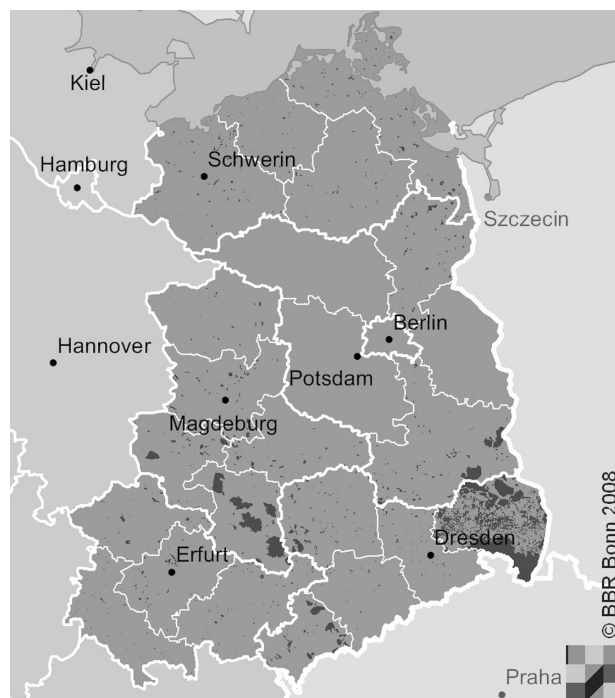 Kiel
Hamburg
Schwerin
Szczecin
Hannover
Berlin
Potsdam
Magdeburg
Erfurt
Dresden
© BBR Bonn 2008
Praha